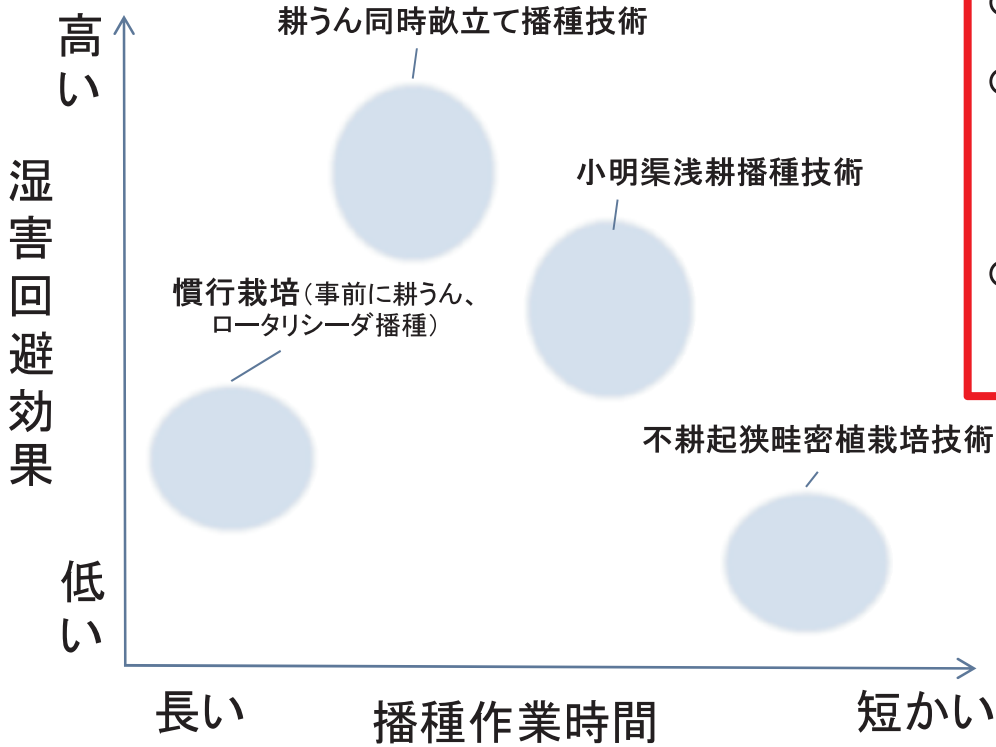 耕うん同時畝立て播種技術
高い
小明渠浅耕播種技術
湿害回避効果
慣行栽培(事前に耕うん、
ロータリシーダ播種)
不耕起狭畦密植栽培技術
低い
長い
播種作業時間
短かい